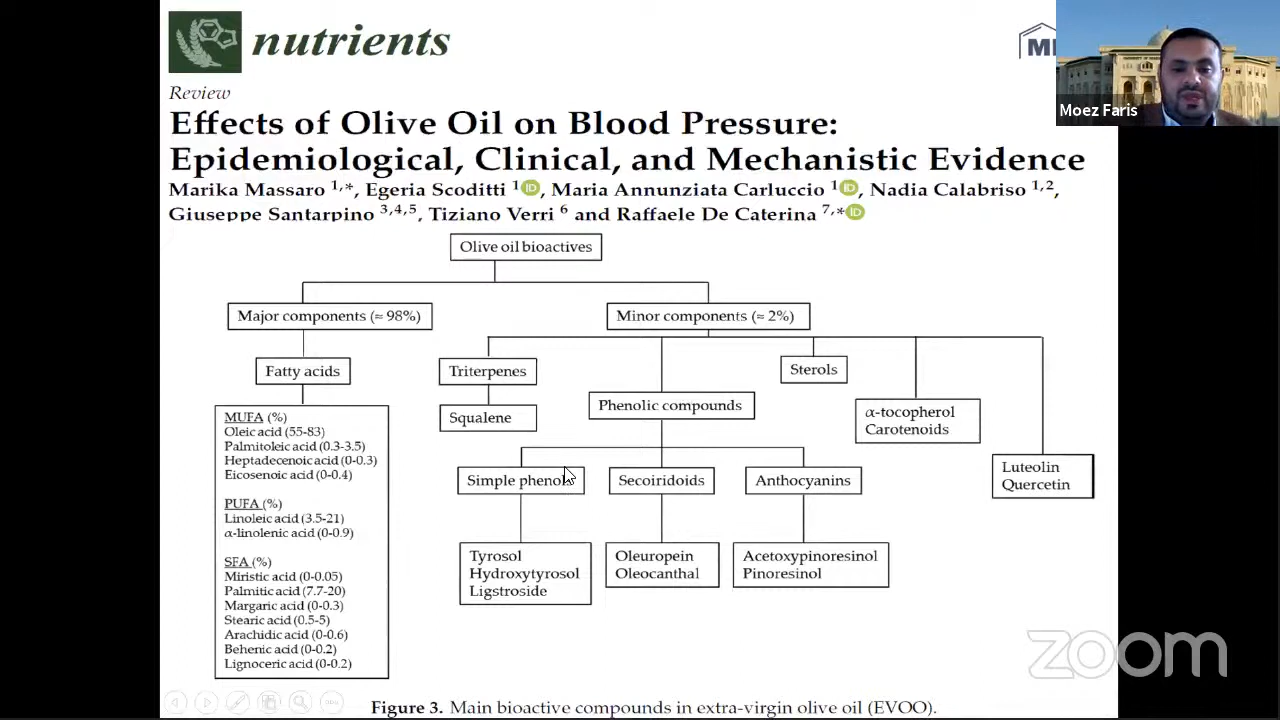 nutrients
Moez Faris
Review
Effects of Olive Oil on Blood Pressure:
Epidemiological, Clinical, and Mechanistic Evidence
Marika Massaro 1,*, Egeria Scoditti 1 iD, Maria Annunziata Carluccio 1 iD, Nadia Calabriso 1,2,
Giuseppe Santarpino 3,4,5, Tiziano Verri 6 and Raffaele De Caterina 7,* iD
Olive oil bioactives
Major components (≈ 98%)
Minor components (≈ 2%)
Fatty acids
Triterpenes
Sterols
Squalene
Phenolic compounds
α-tocopherol
Carotenoids
MUFA (%)
Oleic acid (55-83)
Palmitoleic acid (0.3-3.5)
Heptadecenoic acid (0-0.3)
Eicosenoic acid (0-0.4)
PUFA (%)
Linoleic acid (3.5-21)
α-linolenic acid (0-0.9)
SFA (%)
Miristic acid (0-0.05)
Palmitic acid (7.7-20)
Margaric acid (0-0.3)
Stearic acid (0.5-5)
Arachidic acid (0-0.6)
Behenic acid (0-0.2)
Lignoceric acid (0-0.2)
Simple phenols
Secoiridoids
Anthocyanins
Luteolin
Quercetin
Tyrosol
Hydroxytyrosol
Ligstroside
Oleuropein
Oleocanthal
Acetoxypinoresinol
Pinoresinol
zoom
Figure 3. Main bioactive compounds in extra-virgin olive oil (EVOO).